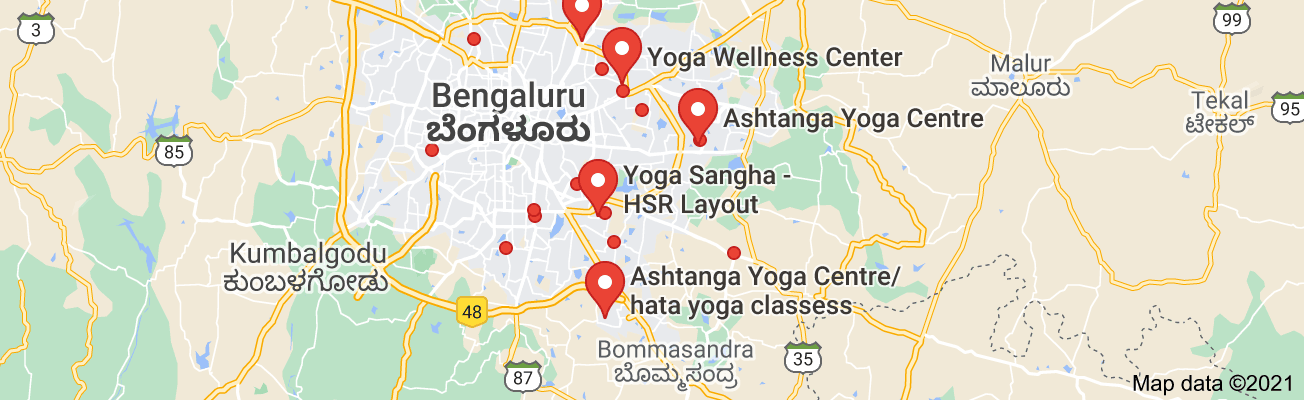 3
99
Yoga Wellness Center
Malur
ಮಾಲೂರು
Bengaluru
ಬೆಂಗಳೂರು
Tekal
ಟೇಕಲ್
95
Ashtanga Yoga Centre
85
Yoga Sangha -
HSR Layout
Kumbalgodu
ಕುಂಬಳಗೋಡು
Ashtanga Yoga Centre/
hata yoga classess
48
Bommasandra
ಬೊಮ್ಮಸಂದ್ರ
35
87
Map data ©2021